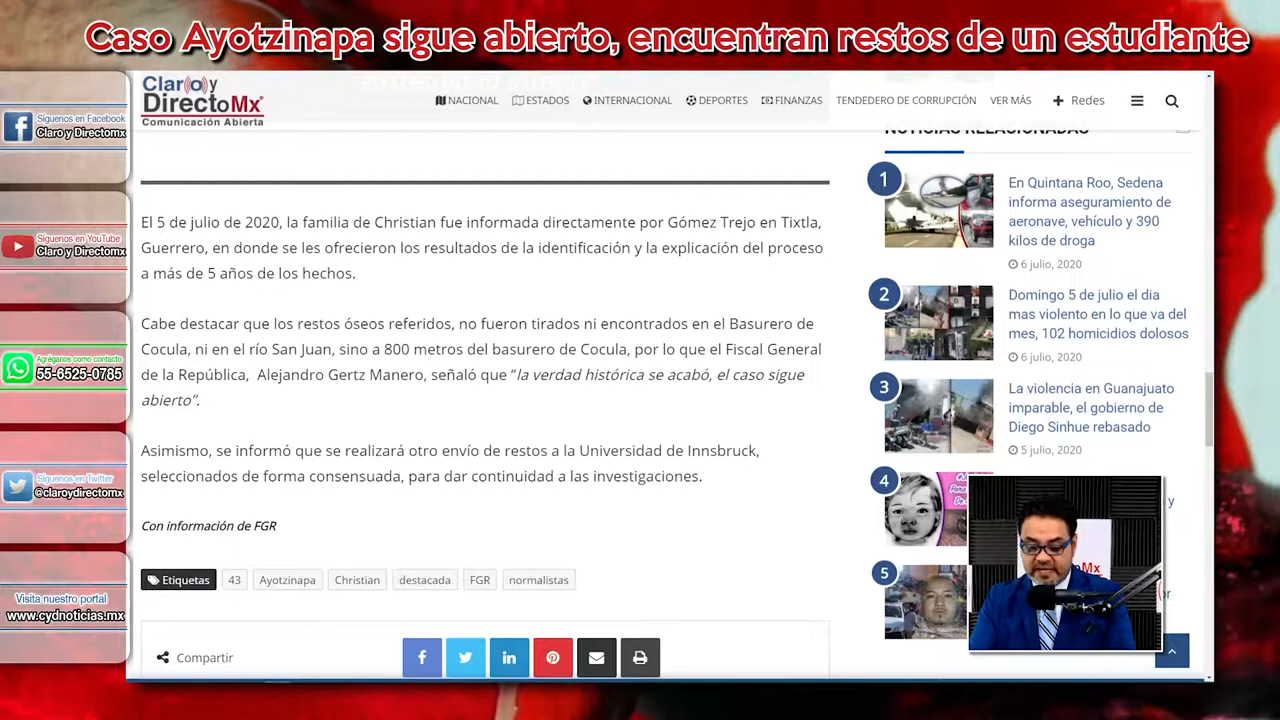 Caso Ayotzinapa sigue abierto, encuentran restos de un estudiante
Síguenos en Facebook
Claro y Directomx
Síguenos en YouTube
Claro y Directomx
Agréganos como contacto
55-6525-0785
Síguenos en Twitter
@claroydirectomx
Visita nuestro portal
www.cydnoticias.mx
Claro y
DirectoMx
Comunicación Abierta
NACIONAL ESTADOS INTERNACIONAL DEPORTES FINANZAS TENDEDERO DE CORRUPCIÓN VER MÁS + Redes
El 5 de julio de 2020, la familia de Christian fue informada directamente por Gómez Trejo en Tixtla,
Guerrero, en donde se les ofrecieron los resultados de la identificación y la explicación del proceso
a más de 5 años de los hechos.
Cabe destacar que los restos óseos referidos, no fueron tirados ni encontrados en el Basurero de
Cocula, ni en el río San Juan, sino a 800 metros del basurero de Cocula, por lo que el Fiscal General
de la República, Alejandro Gertz Manero, señaló que “la verdad histórica se acabó, el caso sigue
abierto”.
Asimismo, se informó que se realizará otro envío de restos a la Universidad de Innsbruck,
seleccionados de forma consensuada, para dar continuidad a las investigaciones.
Con información de FGR
Etiquetas 43 Ayotzinapa Christian destacada FGR normalistas
Compartir
NOTICIAS RELACIONADAS
1
En Quintana Roo, Sedena
informa aseguramiento de
aeronave, vehículo y 390
kilos de droga
6 julio, 2020
2
Domingo 5 de julio el dia
mas violento en lo que va del
mes, 102 homicidios dolosos
6 julio, 2020
3
La violencia en Guanajuato
imparable, el gobierno de
Diego Sinhue rebasado
5 julio, 2020
4
y
5
or